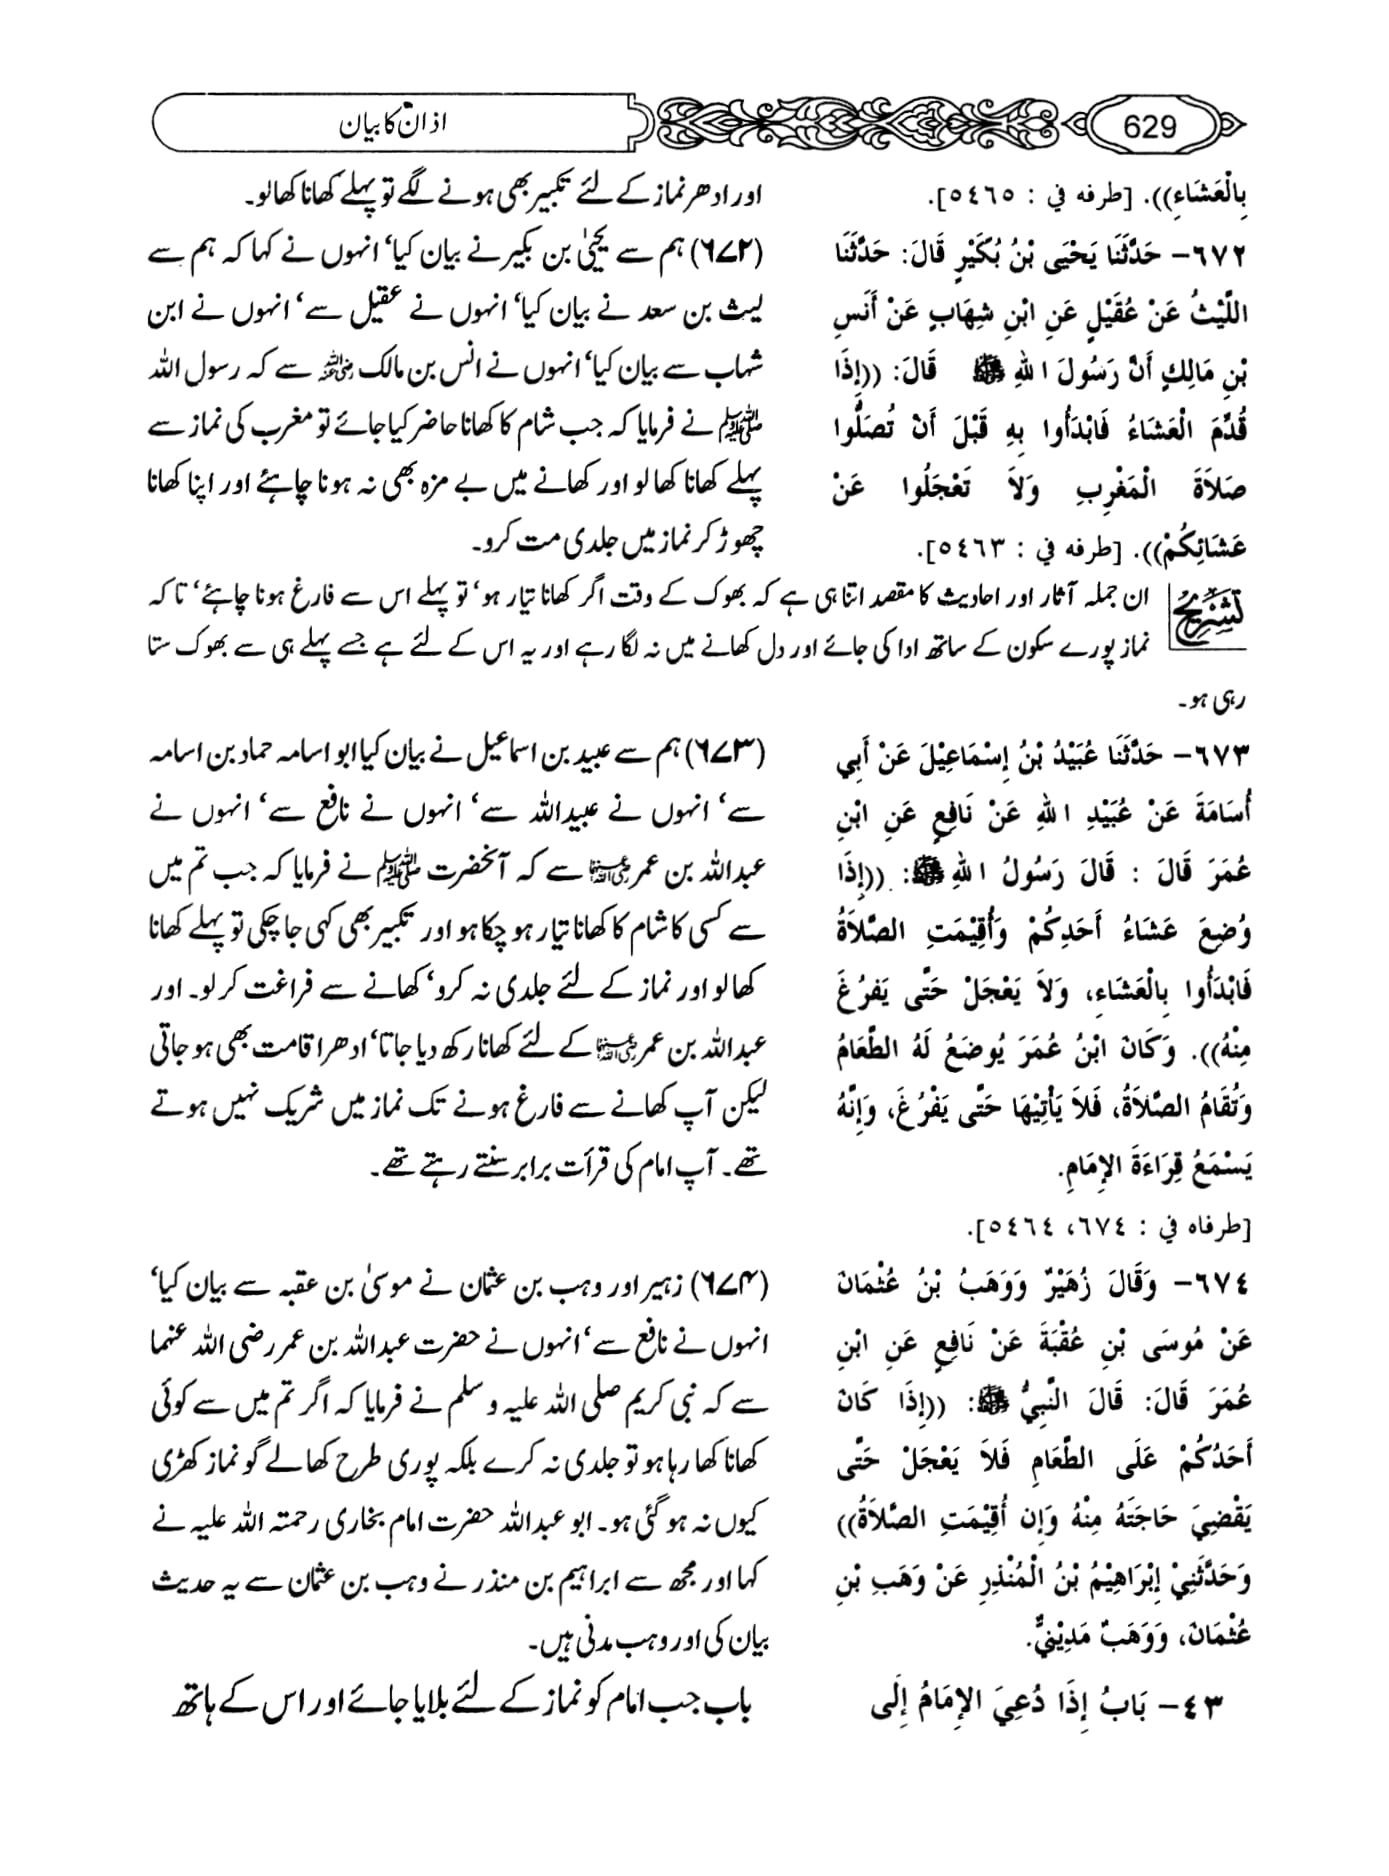 629
اذان کا بیان
بِالْعَشَاءِ)). [طرفه في : ٥٤٦٥].
٦٧٢- حَدَّثَنَا يَحْيَى بْنُ بُكَيْرٍ قَالَ: حَدَّثَنَا
اللَّيْثُ عَنْ عُقَيْلٍ عَنِ ابْنِ شِهَابٍ عَنْ أَنَسِ
بْنِ مَالِكٍ أَنَّ رَسُولَ اللهِ ﷺ قَالَ: ((إِذَا
قُدِّمَ الْعَشَاءُ فَابْدَأُوا بِهِ قَبْلَ أَنْ تُصَلُّوا
صَلاَةَ الْمَغْرِبِ وَلاَ تَعْجَلُوا عَنْ
عَشَائِكُمْ)). [طرفه في : ٥٤٦٣].
اور ادھر نماز کے لئے تکبیر بھی ہونے لگے تو پہلے کھانا کھا لو۔
(۶۷۲) ہم سے یحییٰ بن بکیر نے بیان کیا‘ انہوں نے کہا کہ ہم سے
لیث بن سعد نے بیان کیا‘ انہوں نے عقیل سے‘ انہوں نے ابن
شہاب سے بیان کیا‘ انہوں نے انس بن مالک رضی اللہ عنہ سے کہ رسول اللہ
ﷺ نے فرمایا کہ جب شام کا کھانا حاضر کیا جائے تو مغرب کی نماز سے
پہلے کھانا کھا لو اور کھانے میں بے مزہ بھی نہ ہونا چاہئے اور اپنا کھانا
چھوڑ کر نماز میں جلدی مت کرو۔
تشریح
ان جملہ آثار اور احادیث کا مقصد اتنا ہی ہے کہ بھوک کے وقت اگر کھانا تیار ہو‘ تو پہلے اس سے فارغ ہونا چاہئے‘ تاکہ
نماز پورے سکون کے ساتھ ادا کی جائے اور دل کھانے میں نہ لگا رہے اور یہ اس کے لئے ہے جسے پہلے ہی سے بھوک ستا
رہی ہو۔
٦٧٣- حَدَّثَنَا عُبَيْدُ بْنُ إِسْمَاعِيْلَ عَنْ أَبِي
أُسَامَةَ عَنْ عُبَيْدِ اللهِ عَنْ نَافِعٍ عَنِ ابْنِ
عُمَرَ قَالَ : قَالَ رَسُولُ اللهِ ﷺ: ((إِذَا
وُضِعَ عَشَاءُ أَحَدِكُمْ وَأُقِيْمَتِ الصَّلاَةُ
فَابْدَأُوا بِالْعَشَاءِ، وَلاَ يَعْجَلْ حَتَّى يَفرُغَ
مِنْهُ)). وَكَانَ ابْنُ عُمَرَ يُوضَعُ لَهُ الطَّعَامُ
وَتُقَامُ الصَّلاَةُ، فَلاَ يَأْتِيْهَا حَتَّى يَفْرُغَ، وَإِنَّهُ
يَسْمَعُ قِرَاءَةَ الإِمَامِ.
[طرفاه في : ٦٧٤، ٥٤٦٤].
(۶۷۳) ہم سے عبید بن اسماعیل نے بیان کیا ابو اسامہ حماد بن اسامہ
سے‘ انہوں نے عبیداللہ سے‘ انہوں نے نافع سے‘ انہوں نے
عبداللہ بن عمر رضی اللہ عنہما سے کہ آنحضرت ﷺ نے فرمایا کہ جب تم میں
سے کسی کا شام کا کھانا تیار ہو چکا ہو اور تکبیر بھی کہی جا چکی تو پہلے کھانا
کھا لو اور نماز کے لئے جلدی نہ کرو‘ کھانے سے فراغت کر لو۔ اور
عبداللہ بن عمر رضی اللہ عنہما کے لئے کھانا رکھ دیا جاتا‘ ادھر اقامت بھی ہو جاتی
لیکن آپ کھانے سے فارغ ہونے تک نماز میں شریک نہیں ہوتے
تھے۔ آپ امام کی قرأت برابر سنتے رہتے تھے۔
٦٧٤- وَقَالَ زُهَيْرٌ وَوَهَبُ بْنُ عُثْمَانَ
عَنْ مُوسَى بْنِ عُقْبَةَ عَنْ نَافِعٍ عَنِ ابْنِ
عُمَرَ قَالَ: قَالَ النَّبِيُّ ﷺ: ((إِذَا كَانَ
أَحَدُكُمْ عَلَى الطَّعَامِ فَلاَ يَعْجَلْ حَتَّى
يَقْضِيَ حَاجَتَهُ مِنْهُ وَإِن أُقِيْمَتِ الصَّلاَةُ))
وَحَدَّثَنِيْ إِبْرَاهِيْمُ بْنُ الْمُنْذِرِ عَنْ وَهَبِ بْنِ
عُثْمَانَ، وَوَهَبٌ مَدِيْنِيٌّ.
(۶۷۴) زہیر اور وہب بن عثمان نے موسیٰ بن عقبہ سے بیان کیا‘
انہوں نے نافع سے‘ انہوں نے حضرت عبداللہ بن عمر رضی اللہ عنہما
سے کہ نبی کریم صلی اللہ علیہ و سلم نے فرمایا کہ اگر تم میں سے کوئی
کھانا کھا رہا ہو تو جلدی نہ کرے بلکہ پوری طرح کھا لے گو نماز کھڑی
کیوں نہ ہو گئی ہو۔ ابو عبداللہ حضرت امام بخاری رحمتہ اللہ علیہ نے
کہا اور مجھ سے ابراہیم بن منذر نے وہب بن عثمان سے یہ حدیث
بیان کی اور وہب مدنی ہیں۔
٤٣- بَابُ إِذَا دُعِيَ الإِمَامُ إِلَى
باب جب امام کو نماز کے لئے بلایا جائے اور اس کے ہاتھ